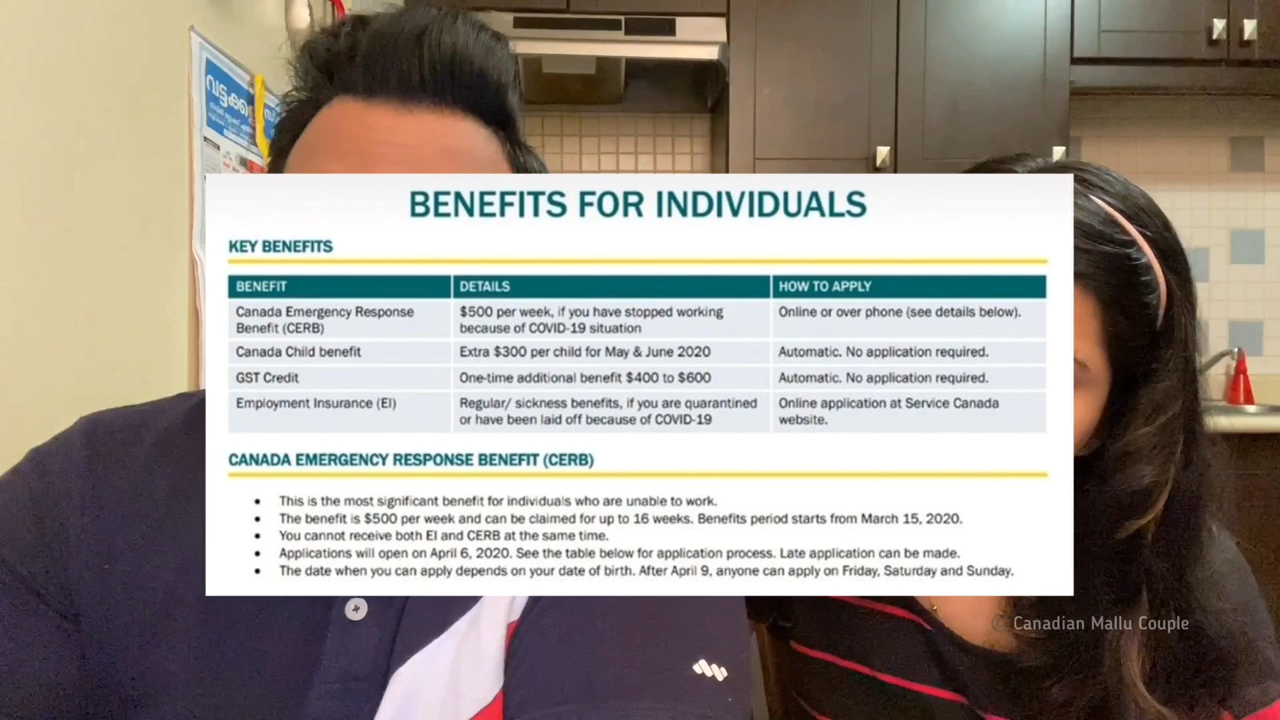 വട്ടക്ക
BENEFITS FOR INDIVIDUALS
KEY BENEFITS
BENEFIT DETAILS HOW TO APPLY
Canada Emergency Response $500 per week, if you have stopped working Online or over phone (see details below).
Benefit (CERB) because of COVID-19 situation
Canada Child benefit Extra $300 per child for May & June 2020 Automatic. No application required.
GST Credit One-time additional benefit $400 to $600 Automatic. No application required.
Employment Insurance (EI) Regular/ sickness benefits, if you are quarantined Online application at Service Canada
or have been laid off because of COVID-19 website.
CANADA EMERGENCY RESPONSE BENEFIT (CERB)
• This is the most significant benefit for individuals who are unable to work.
• The benefit is $500 per week and can be claimed for up to 16 weeks. Benefits period starts from March 15, 2020.
• You cannot receive both EI and CERB at the same time.
• Applications will open on April 6, 2020. See the table below for application process. Late application can be made.
• The date when you can apply depends on your date of birth. After April 9, anyone can apply on Friday, Saturday and Sunday.
© Canadian Mallu Couple